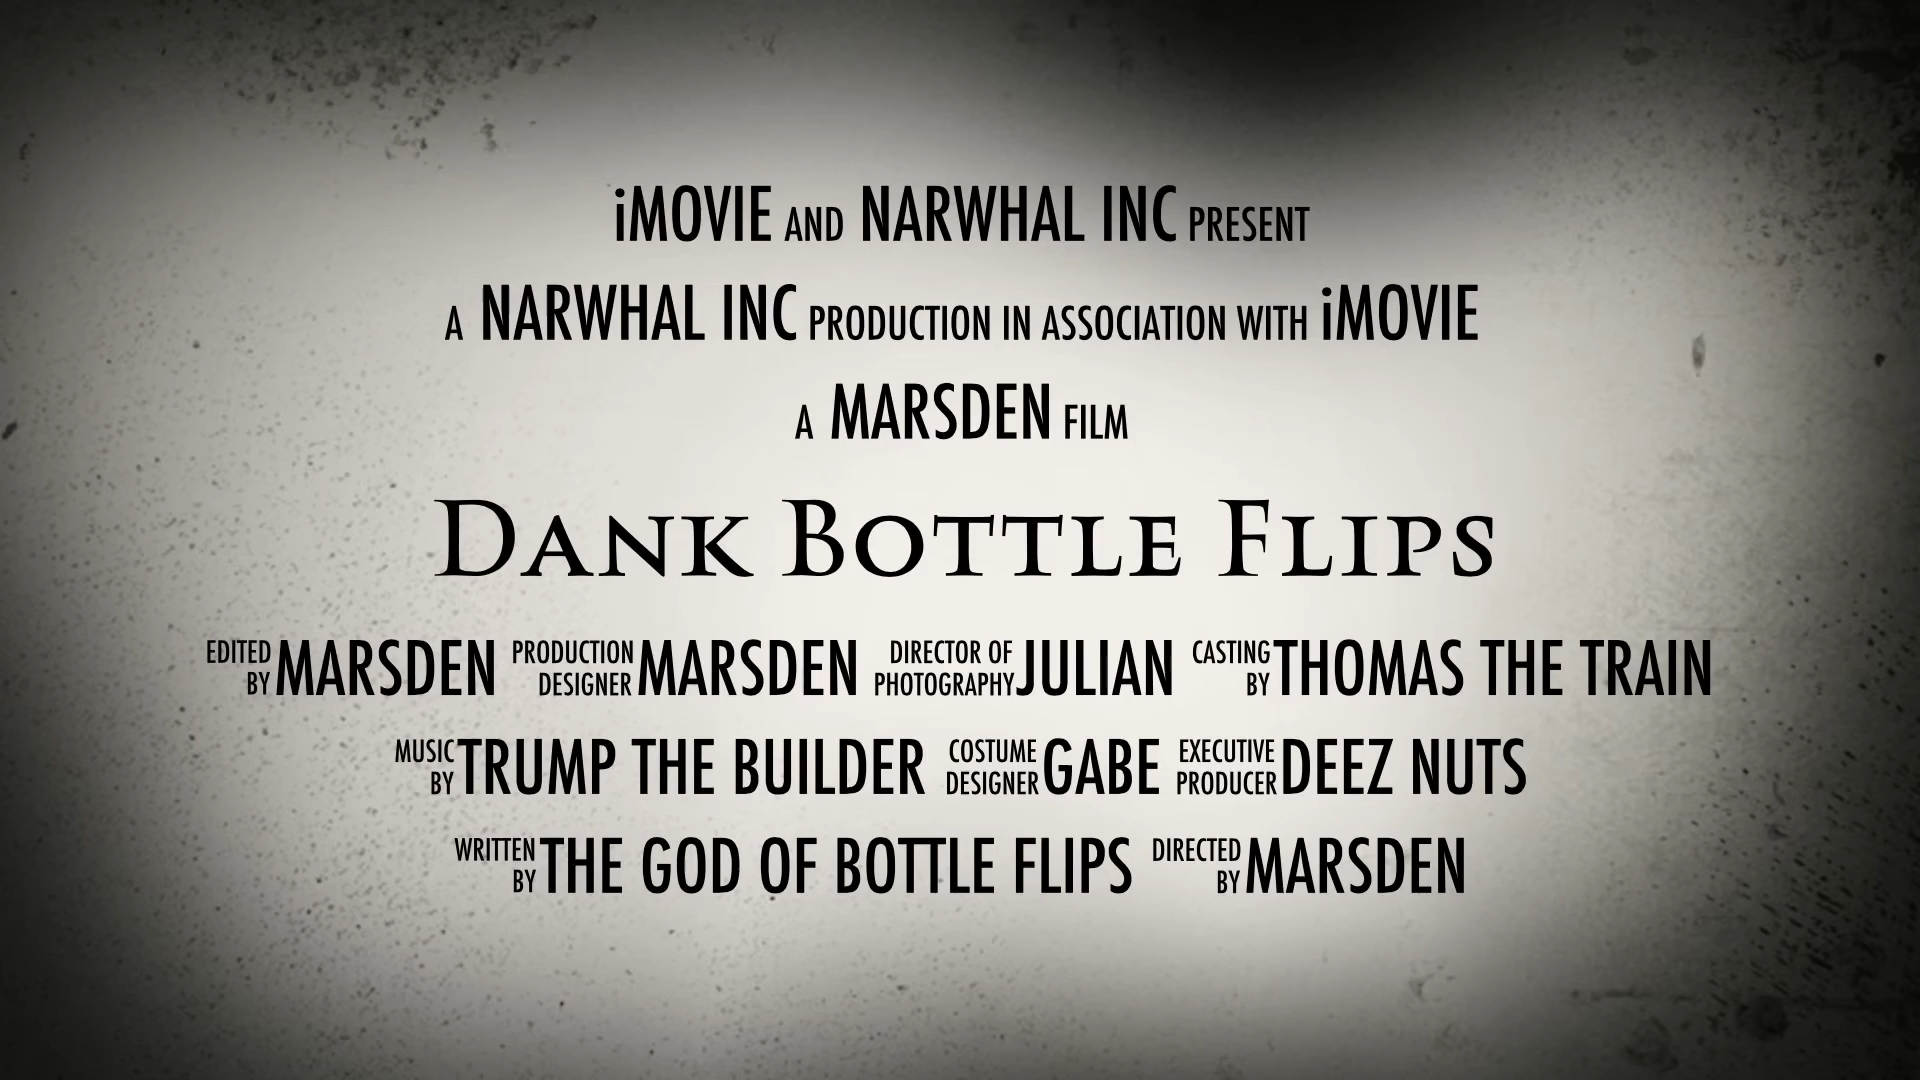 iMOVIE AND NARWHAL INC PRESENT
A NARWHAL INC PRODUCTION IN ASSOCIATION WITH iMOVIE
A MARSDEN FILM
DANK BOTTLE FLIPS
EDITED BY MARSDEN PRODUCTION DESIGNER MARSDEN DIRECTOR OF PHOTOGRAPHY JULIAN CASTING BY THOMAS THE TRAIN
MUSIC BY TRUMP THE BUILDER COSTUME DESIGNER GABE EXECUTIVE PRODUCER DEEZ NUTS
WRITTEN BY THE GOD OF BOTTLE FLIPS DIRECTED BY MARSDEN